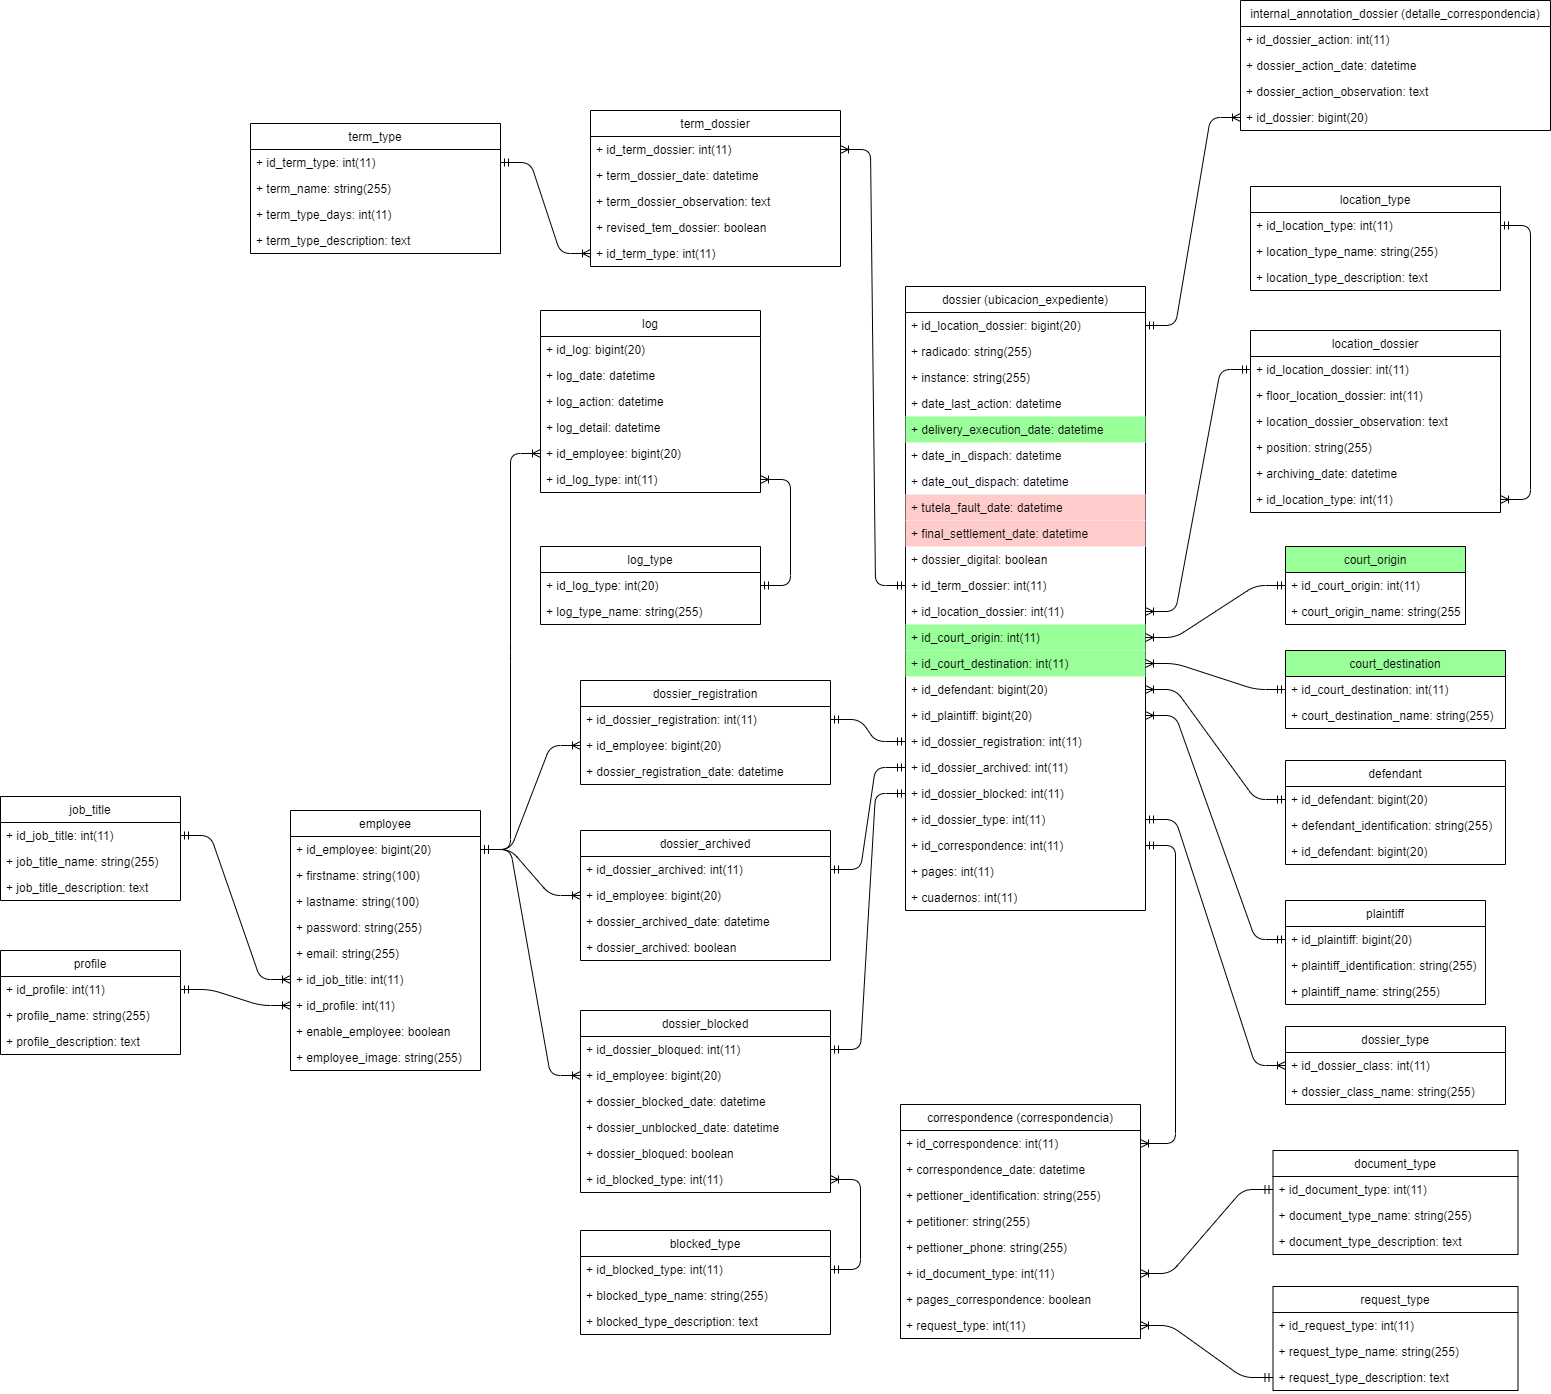 internal_annotation_dossier (detalle_correspondencia)
+ id_dossier_action: int(11)
+ dossier_action_date: datetime
+ dossier_action_observation: text
+ id_dossier: bigint(20)
term_type
+ id_term_type: int(11)
+ term_name: string(255)
+ term_type_days: int(11)
+ term_type_description: text
term_dossier
+ id_term_dossier: int(11)
+ term_dossier_date: datetime
+ term_dossier_observation: text
+ revised_tem_dossier: boolean
+ id_term_type: int(11)
location_type
+ id_location_type: int(11)
+ location_type_name: string(255)
+ location_type_description: text
log
+ id_log: bigint(20)
+ log_date: datetime
+ log_action: datetime
+ log_detail: datetime
+ id_employee: bigint(20)
+ id_log_type: int(11)
dossier (ubicacion_expediente)
+ id_location_dossier: bigint(20)
+ radicado: string(255)
+ instance: string(255)
+ date_last_action: datetime
+ delivery_execution_date: datetime
+ date_in_dispach: datetime
+ date_out_dispach: datetime
+ tutela_fault_date: datetime
+ final_settlement_date: datetime
+ dossier_digital: boolean
+ id_term_dossier: int(11)
+ id_location_dossier: int(11)
+ id_court_origin: int(11)
+ id_court_destination: int(11)
+ id_defendant: bigint(20)
+ id_plaintiff: bigint(20)
+ id_dossier_registration: int(11)
+ id_dossier_archived: int(11)
+ id_dossier_blocked: int(11)
+ id_dossier_type: int(11)
+ id_correspondence: int(11)
+ pages: int(11)
+ cuadernos: int(11)
location_dossier
+ id_location_dossier: int(11)
+ floor_location_dossier: int(11)
+ location_dossier_observation: text
+ position: string(255)
+ archiving_date: datetime
+ id_location_type: int(11)
log_type
+ id_log_type: int(20)
+ log_type_name: string(255)
court_origin
+ id_court_origin: int(11)
+ court_origin_name: string(255
court_destination
+ id_court_destination: int(11)
+ court_destination_name: string(255)
dossier_registration
+ id_dossier_registration: int(11)
+ id_employee: bigint(20)
+ dossier_registration_date: datetime
defendant
+ id_defendant: bigint(20)
+ defendant_identification: string(255)
+ id_defendant: bigint(20)
job_title
+ id_job_title: int(11)
+ job_title_name: string(255)
+ job_title_description: text
employee
+ id_employee: bigint(20)
+ firstname: string(100)
+ lastname: string(100)
+ password: string(255)
+ email: string(255)
+ id_job_title: int(11)
+ id_profile: int(11)
+ enable_employee: boolean
+ employee_image: string(255)
dossier_archived
+ id_dossier_archived: int(11)
+ id_employee: bigint(20)
+ dossier_archived_date: datetime
+ dossier_archived: boolean
plaintiff
+ id_plaintiff: bigint(20)
+ plaintiff_identification: string(255)
+ plaintiff_name: string(255)
profile
+ id_profile: int(11)
+ profile_name: string(255)
+ profile_description: text
dossier_blocked
+ id_dossier_bloqued: int(11)
+ id_employee: bigint(20)
+ dossier_blocked_date: datetime
+ dossier_unblocked_date: datetime
+ dossier_bloqued: boolean
+ id_blocked_type: int(11)
dossier_type
+ id_dossier_class: int(11)
+ dossier_class_name: string(255)
correspondence (correspondencia)
+ id_correspondence: int(11)
+ correspondence_date: datetime
+ pettioner_identification: string(255)
+ petitioner: string(255)
+ pettioner_phone: string(255)
+ id_document_type: int(11)
+ pages_correspondence: boolean
+ request_type: int(11)
document_type
+ id_document_type: int(11)
+ document_type_name: string(255)
+ document_type_description: text
blocked_type
+ id_blocked_type: int(11)
+ blocked_type_name: string(255)
+ blocked_type_description: text
request_type
+ id_request_type: int(11)
+ request_type_name: string(255)
+ request_type_description: text